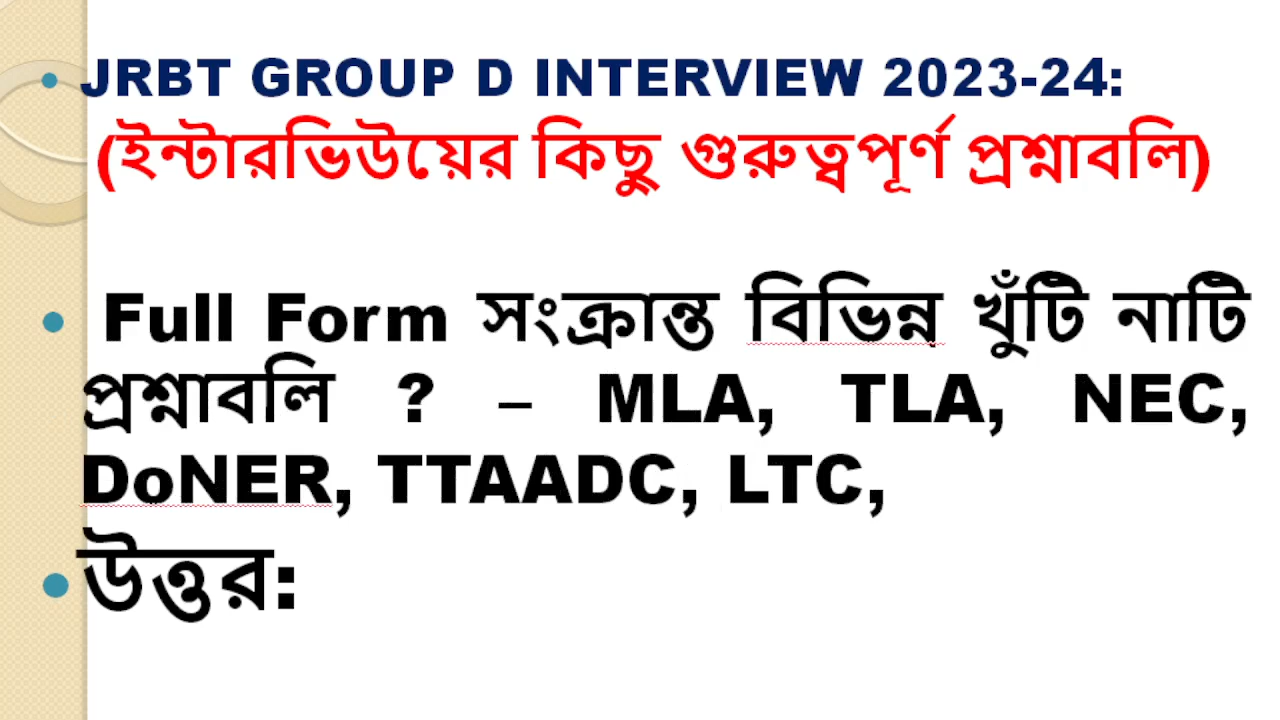 JRBT GROUP D INTERVIEW 2023-24:
(ইন্টারভিউয়ের কিছু গুরুত্বপূর্ণ প্রশ্নাবলি)
Full Form সংক্রান্ত বিভিন্ন খুঁটি নাটি
প্রশ্নাবলি ? – MLA, TLA, NEC,
DoNER, TTAADC, LTC,
উত্তর: